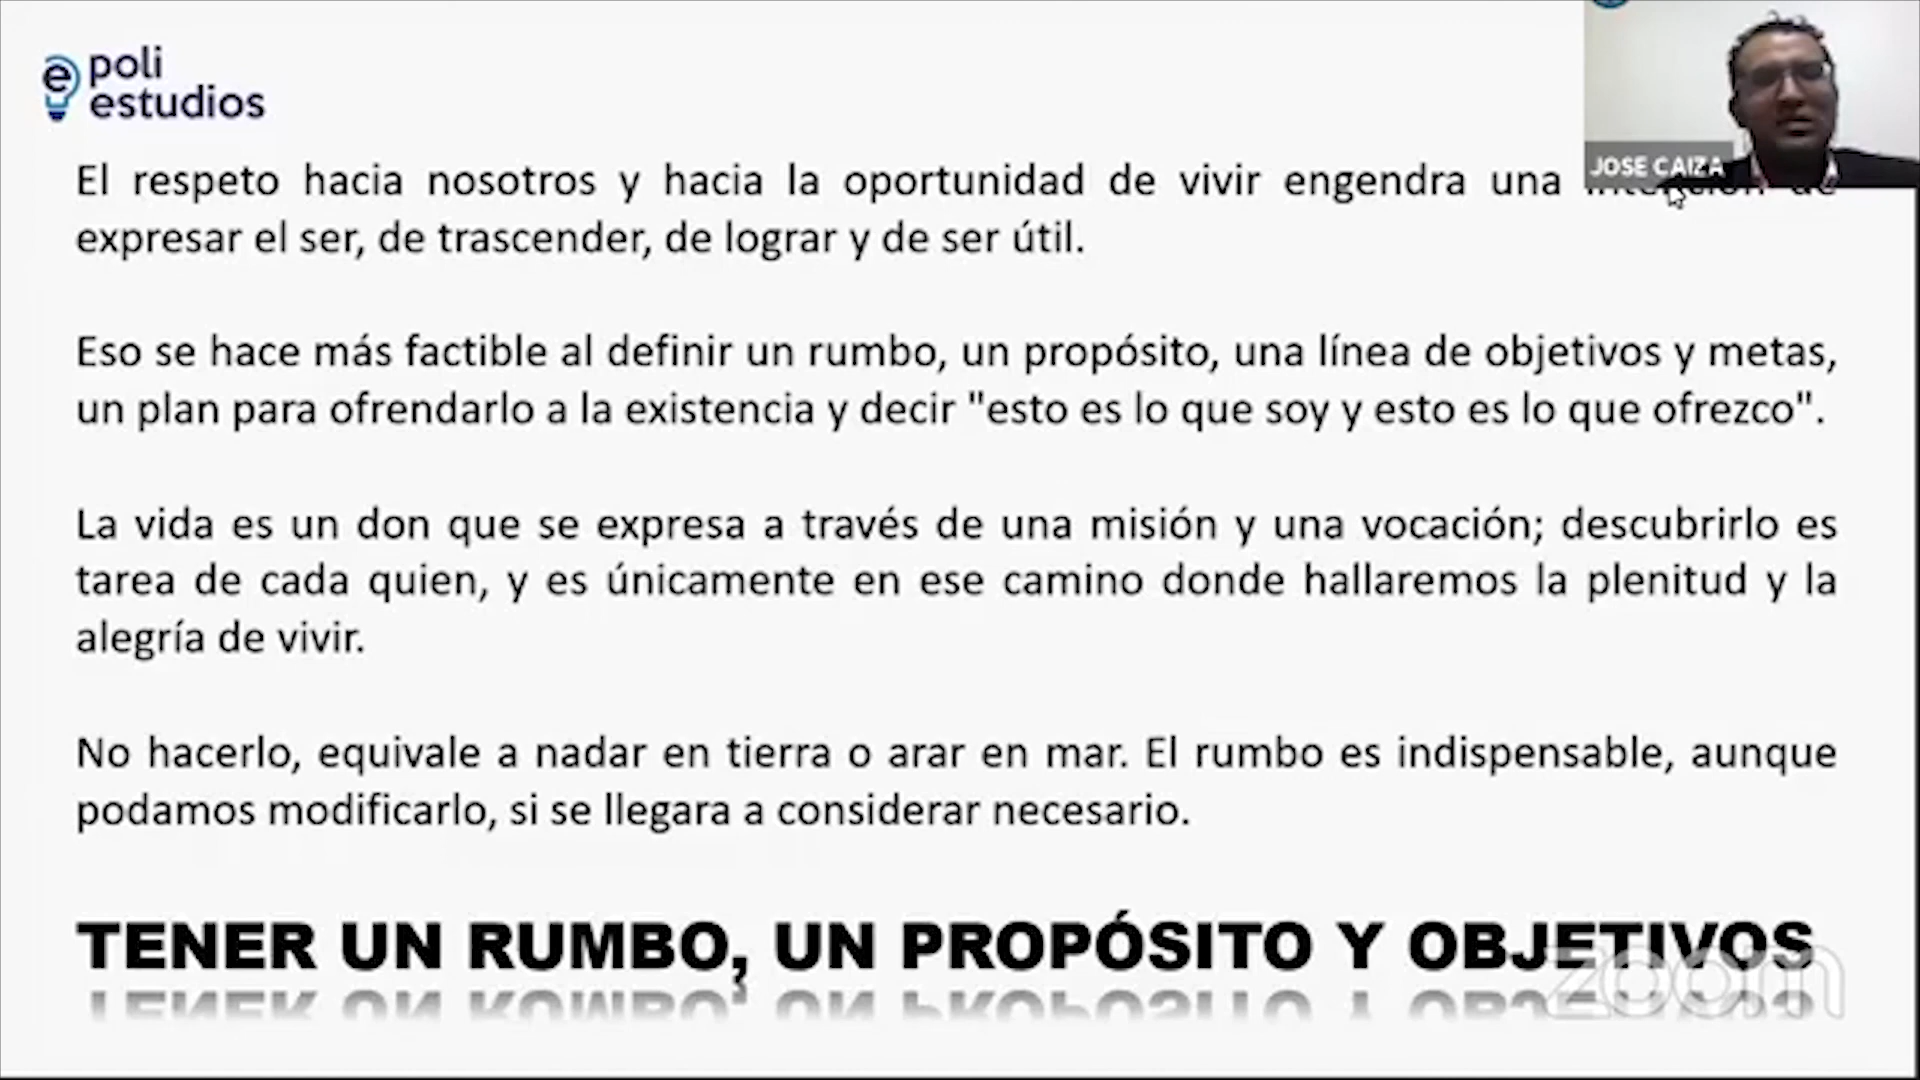 poli
estudios
JOSE CAIZA
El respeto hacia nosotros y hacia la oportunidad de vivir engendra una
expresar el ser, de trascender, de lograr y de ser útil.
Eso se hace más factible al definir un rumbo, un propósito, una línea de objetivos y metas,
un plan para ofrendarlo a la existencia y decir "esto es lo que soy y esto es lo que ofrezco".
La vida es un don que se expresa a través de una misión y una vocación; descubrirlo es
tarea de cada quien, y es únicamente en ese camino donde hallaremos la plenitud y la
alegría de vivir.
No hacerlo, equivale a nadar en tierra o arar en mar. El rumbo es indispensable, aunque
podamos modificarlo, si se llegara a considerar necesario.
TENER UN RUMBO, UN PROPÓSITO Y OBJETIVOS
zoom